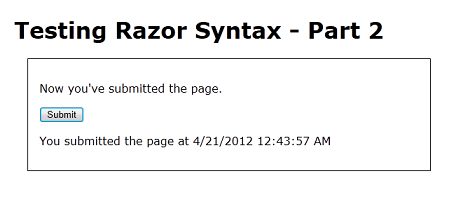 Testing Razor Syntax - Part 2
Now you've submitted the page.
Submit
You submitted the page at 4/21/2012 12:43:57 AM